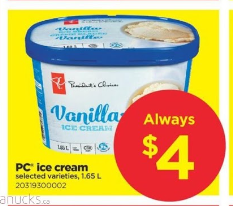 Vanilla
President's Choice
Vanilla
ICE CREAM
1.65 L
Always
$4
PC® ice cream
selected varieties, 1.65 L
20319300002
anucks.ca